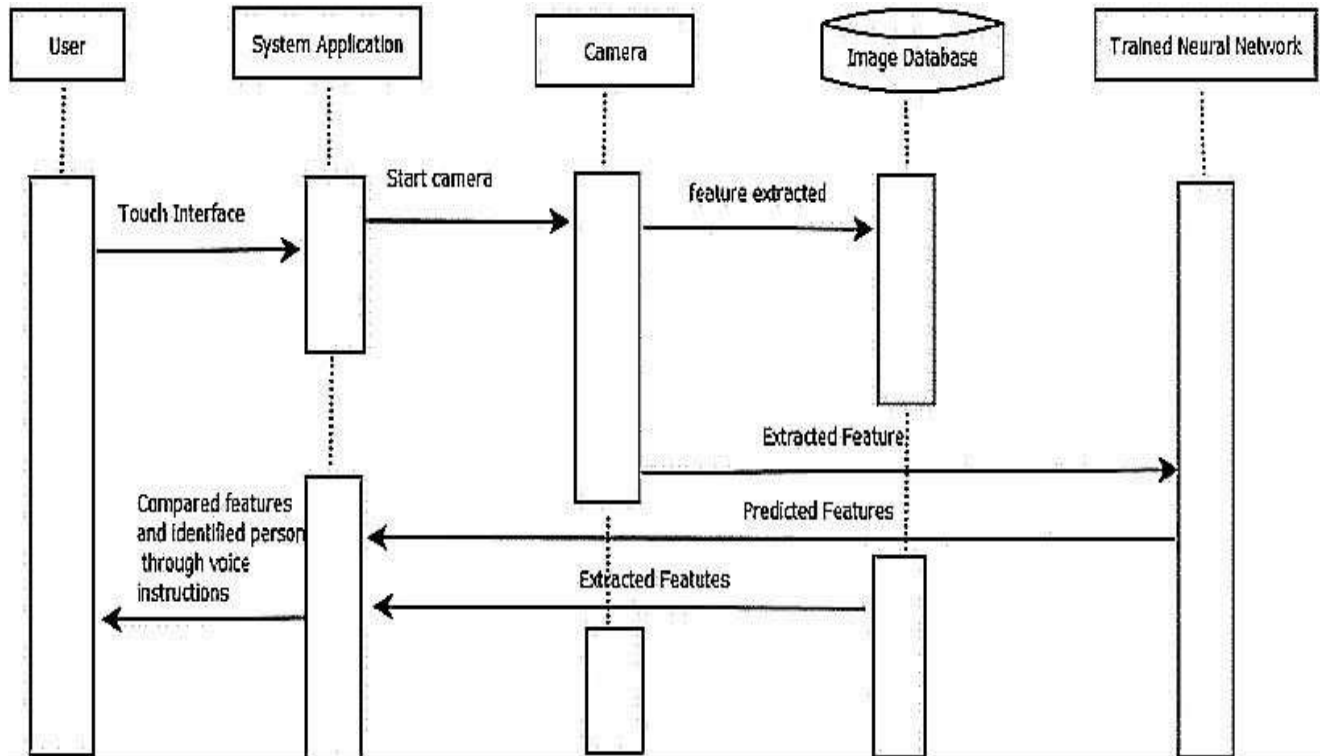 User
System Application
Camera
Image Database
Trained Neural Network
Start camera
feature extracted
Touch Interface
Extracted Feature
Compared features
and identified person
through voice
instructions
Predicted Features
Extracted Featutes